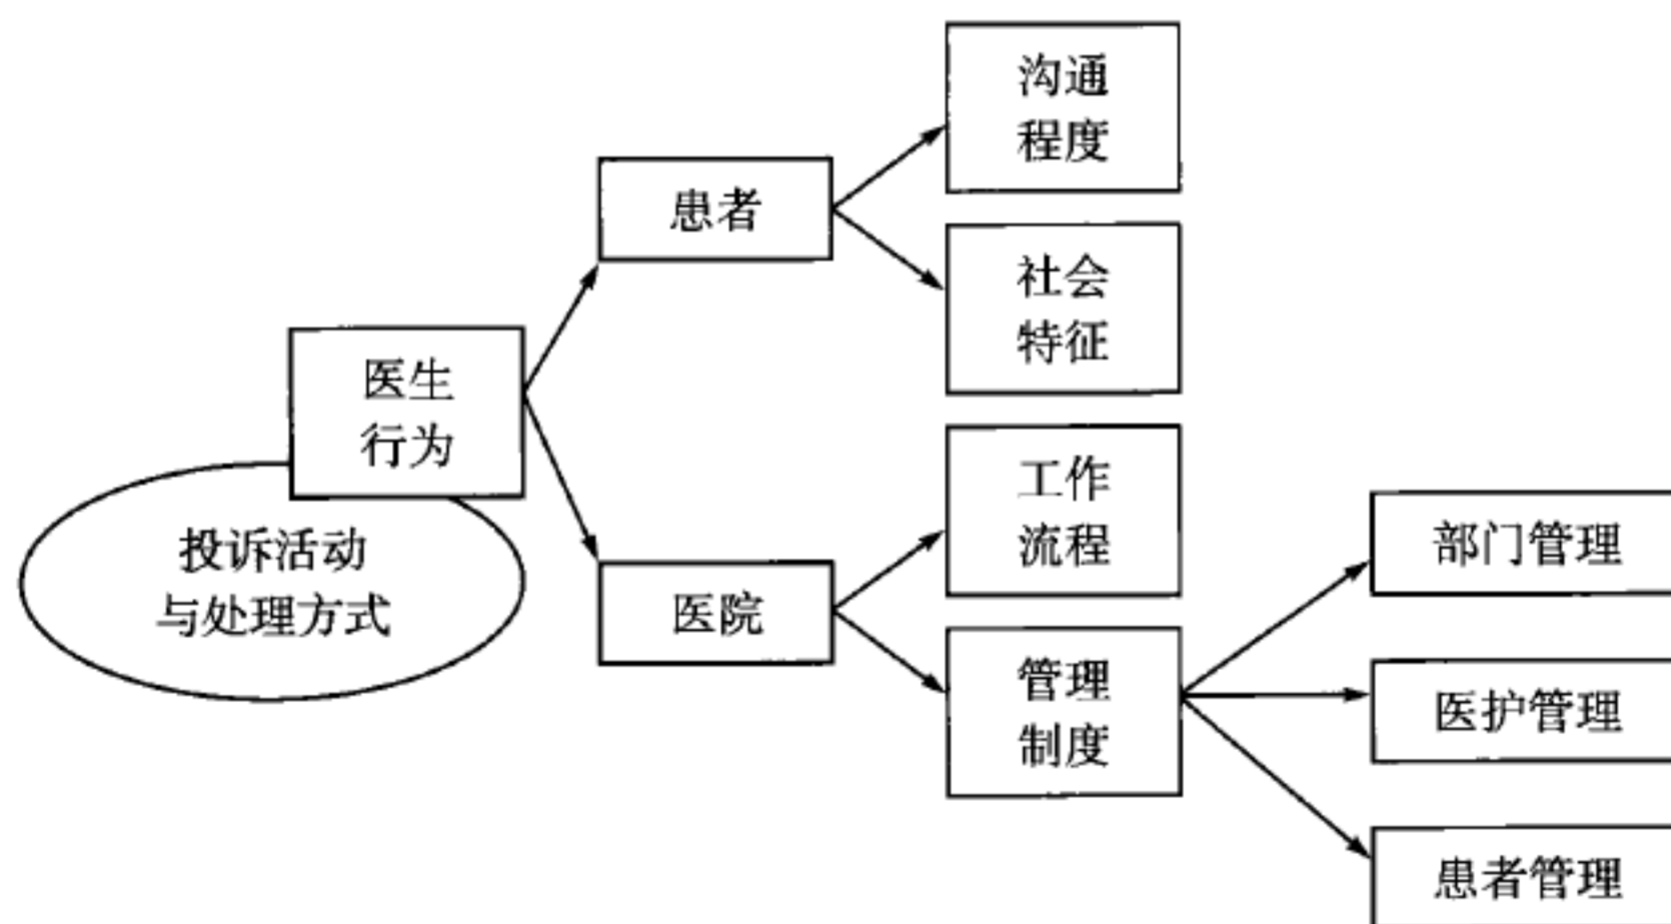 沟通
程度
患者
社会
特征
医生
行为
工作
流程
投诉活动
与处理方式
部门管理
医院
管理
制度
医护管理
患者管理